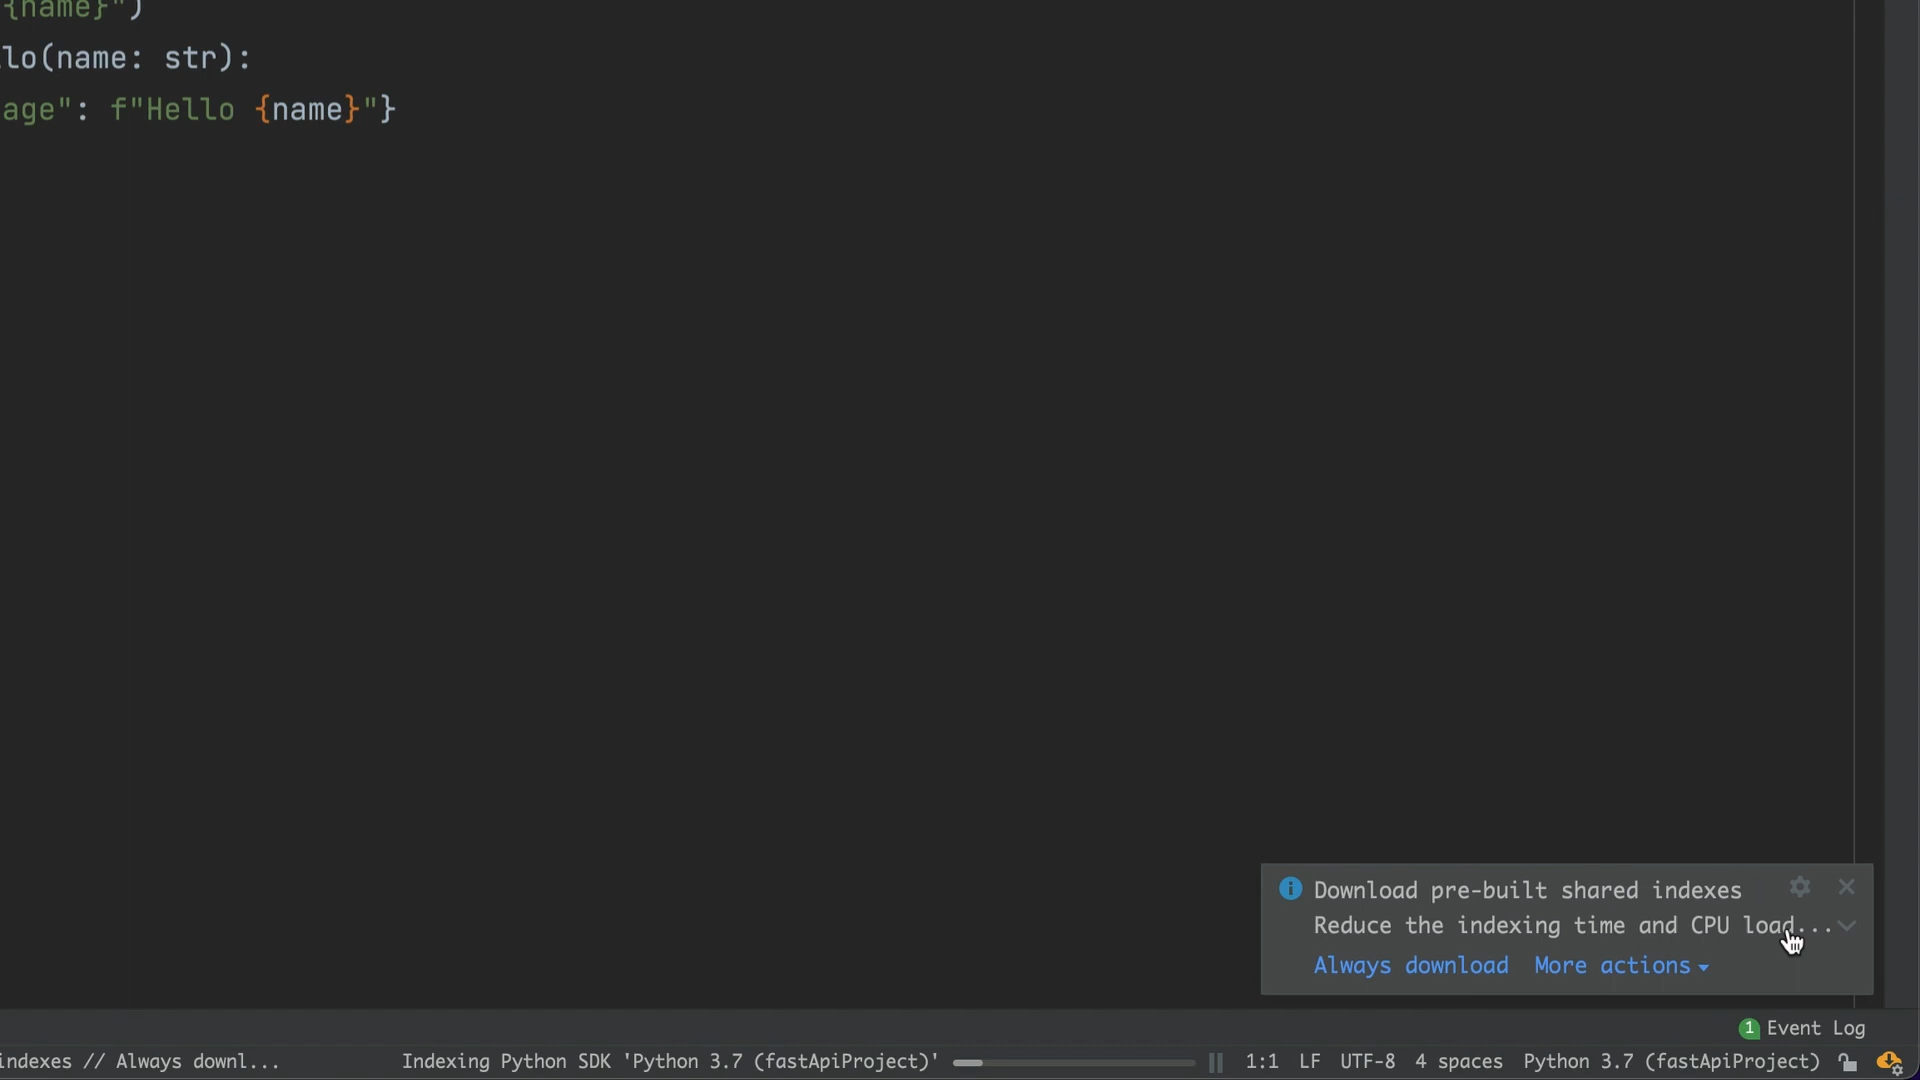 {name}")
lo(name: str):
age": f"Hello {name}"}
Download pre-built shared indexes
Reduce the indexing time and CPU load...
Always download More actions
1 Event Log
indexes // Always downl... Indexing Python SDK 'Python 3.7 (fastApiProject)' 1:1 LF UTF-8 4 spaces Python 3.7 (fastApiProject)